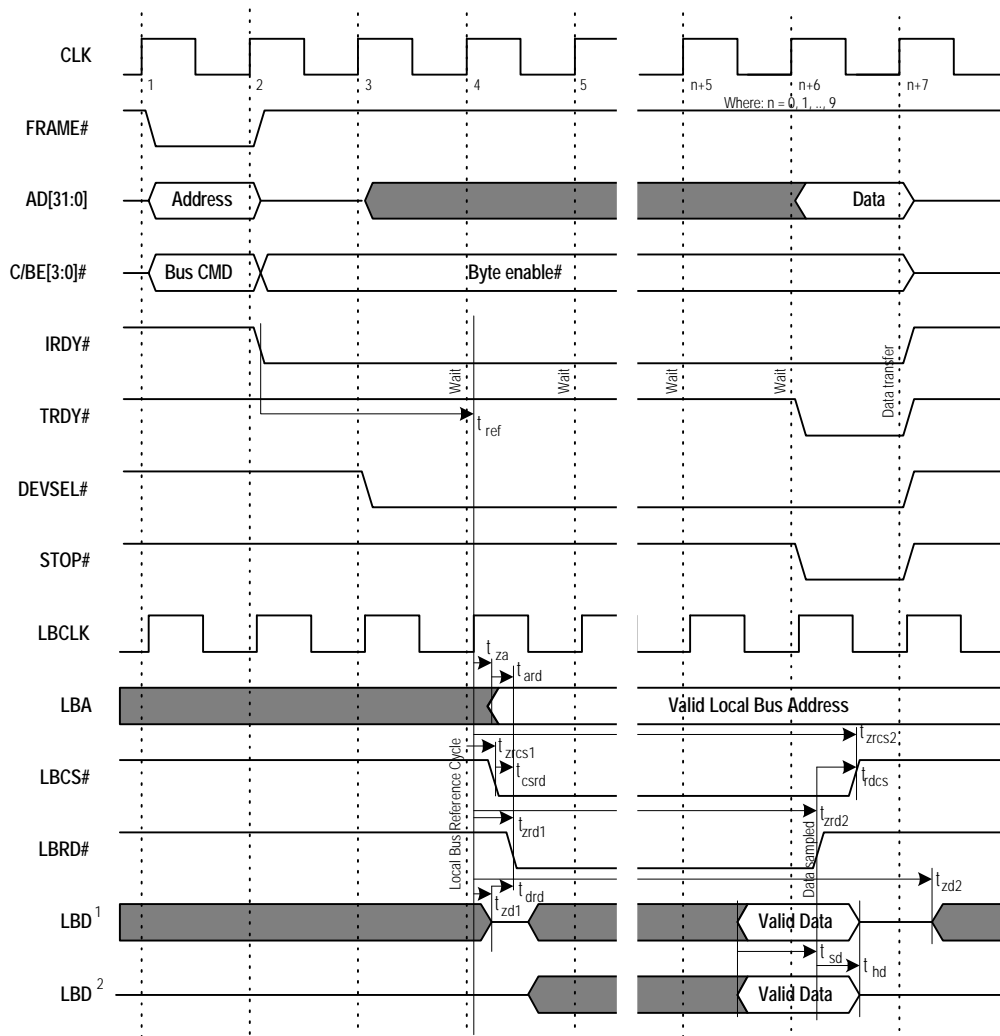 CLK
1 2 3 4 5 n+5 n+6 n+7
Where: n = 0, 1, .., 9
FRAME#
AD[31:0] Address Data
C/BE[3:0]# Bus CMD Byte enable#
IRDY#
Wait Wait Wait Wait Data transfer
TRDY#
t ref
DEVSEL#
STOP#
LBCLK
t za
t ard
LBA Valid Local Bus Address
t zrcs2
t zrcs1
LBCS# t csrd t rdcs
Local Bus Reference Cycle
t zrd1 t zrd2
LBRD#
Data sampled
t drd t zd2
t zd1
LBD 1 Valid Data
t sd
t hd
LBD 2 Valid Data